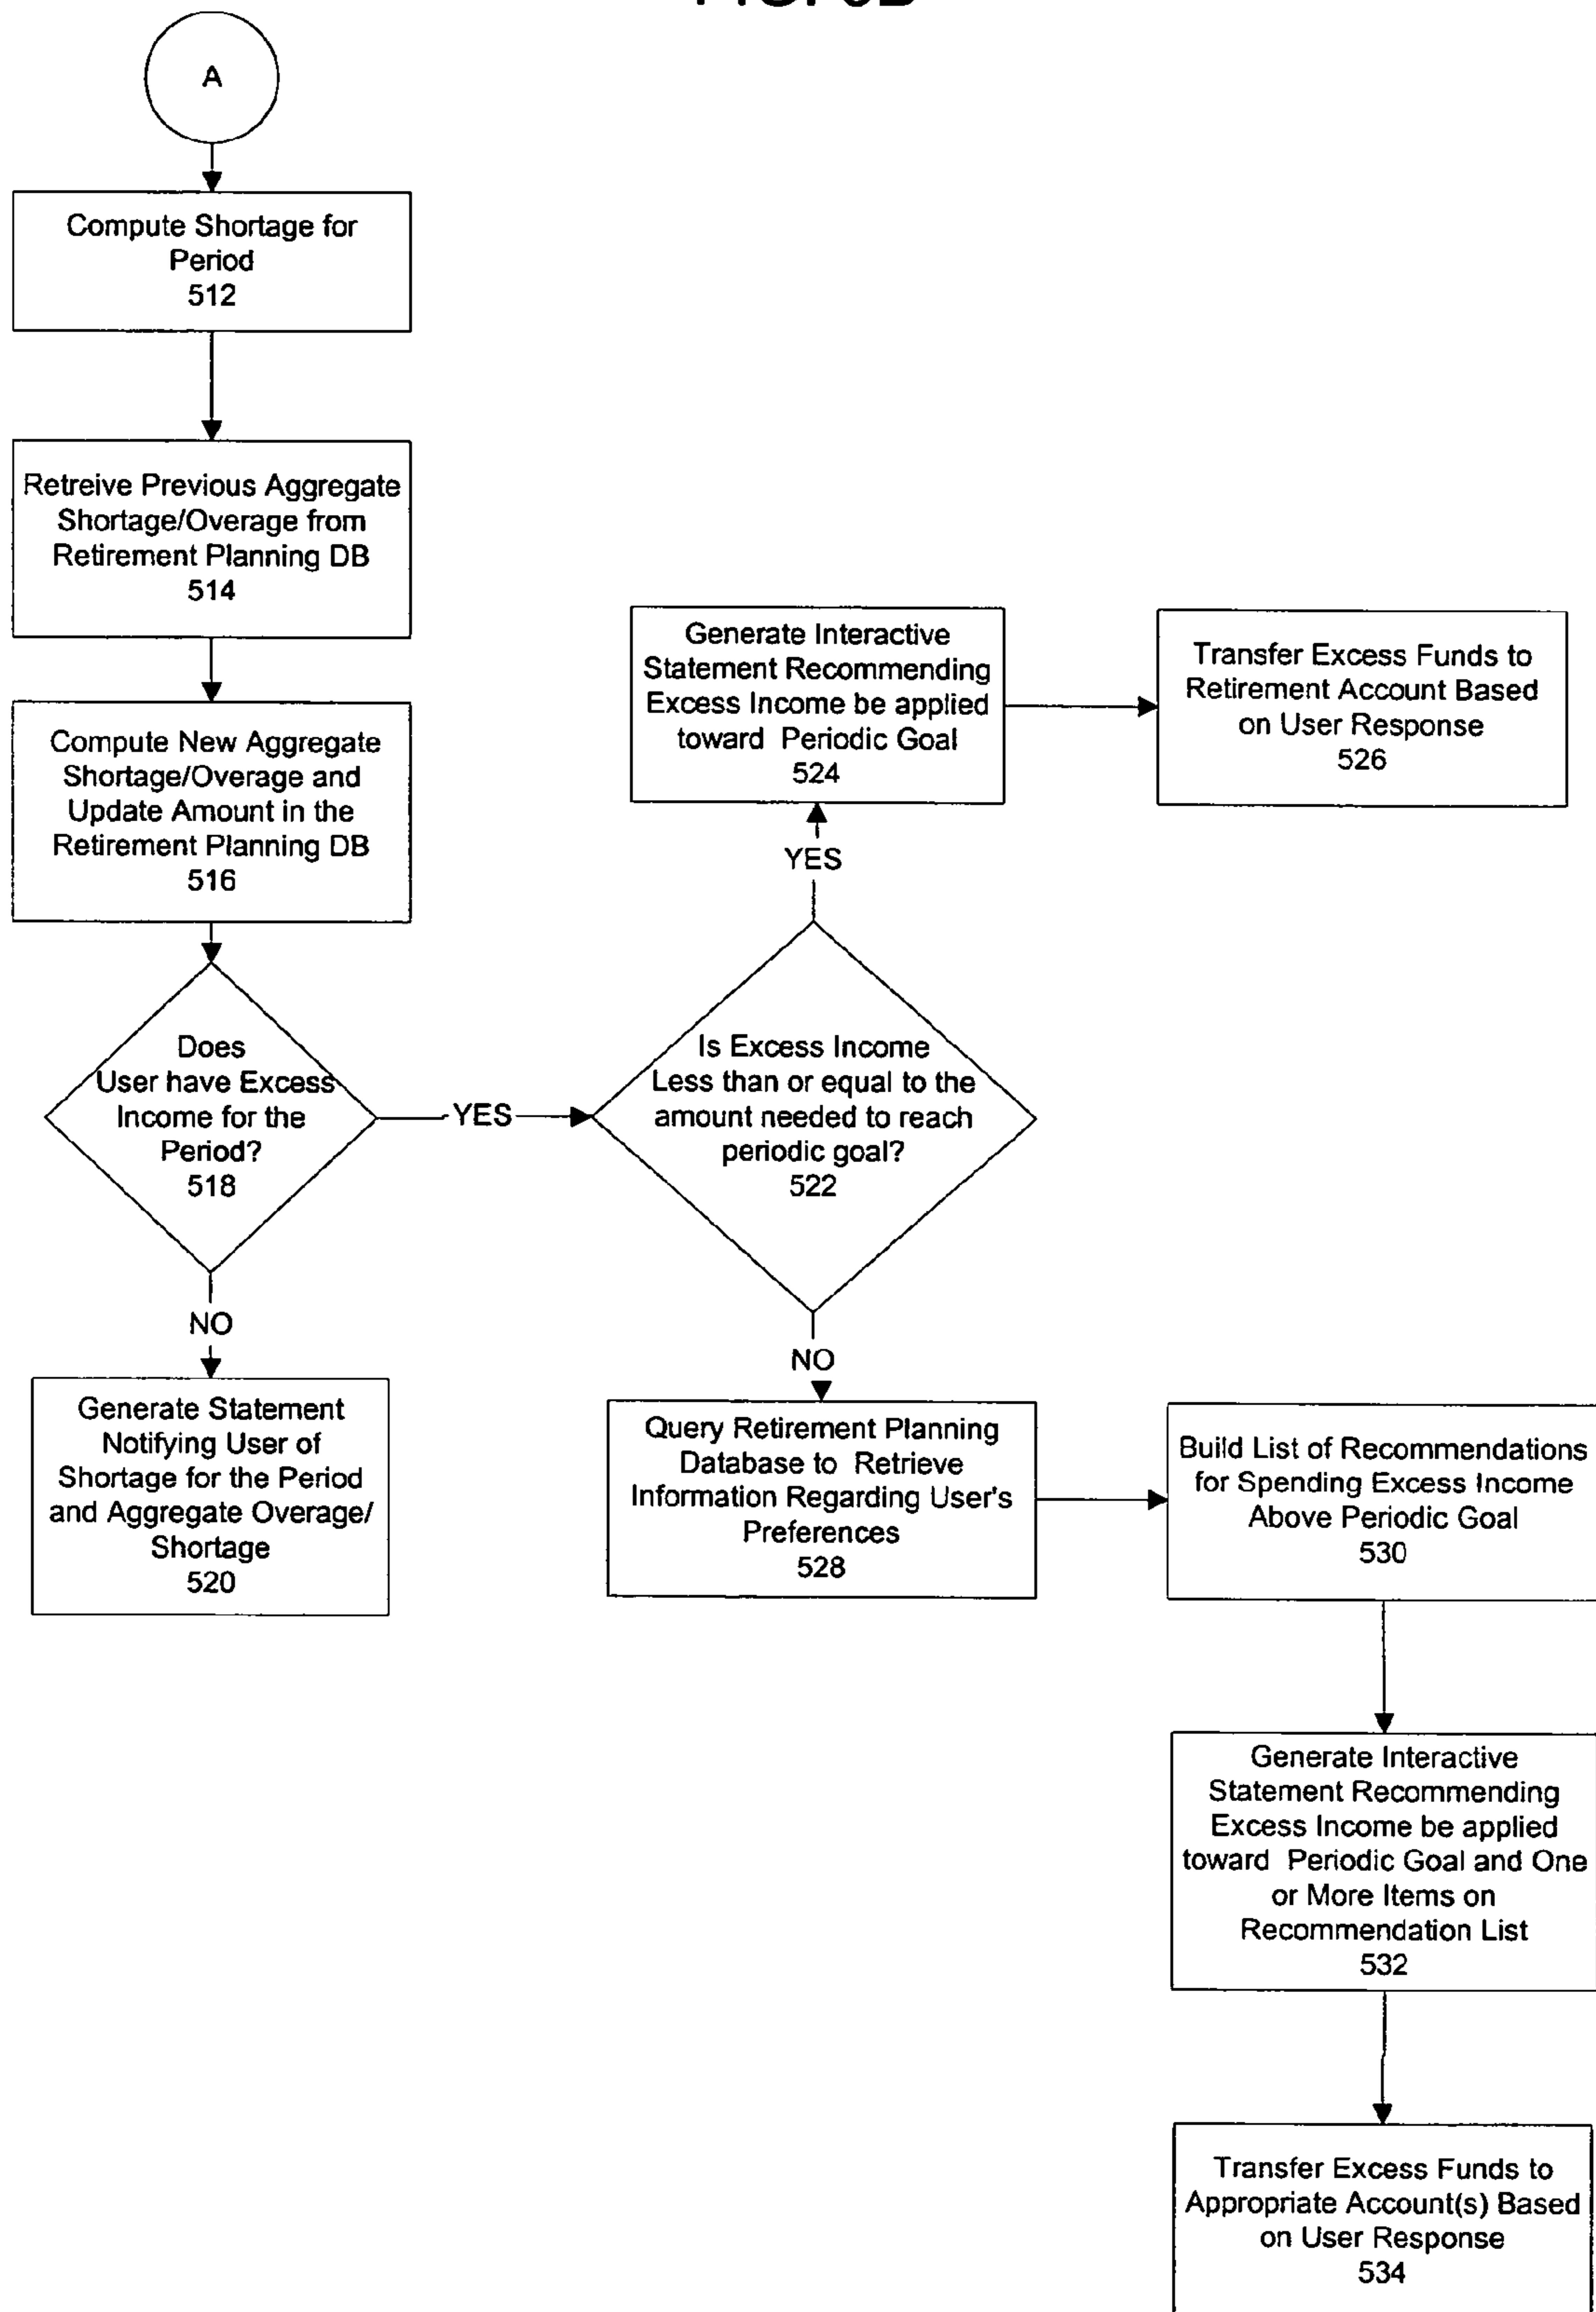 A
Compute Shortage for
Period
512
Retreive Previous Aggregate
Shortage/Overage from
Retirement Planning DB
514
Compute New Aggregate
Shortage/Overage and
Update Amount in the
Retirement Planning DB
516
Does
User have Excess
Income for the
Period?
518
YES
NO
Generate Statement
Notifying User of
Shortage for the Period
and Aggregate Overage/
Shortage
520
Is Excess Income
Less than or equal to the
amount needed to reach
periodic goal?
522
YES
Generate Interactive
Statement Recommending
Excess Income be applied
toward Periodic Goal
524
Transfer Excess Funds to
Retirement Account Based
on User Response
526
NO
Query Retirement Planning
Database to Retrieve
Information Regarding User's
Preferences
528
Build List of Recommendations
for Spending Excess Income
Above Periodic Goal
530
Generate Interactive
Statement Recommending
Excess Income be applied
toward Periodic Goal and One
or More Items on
Recommendation List
532
Transfer Excess Funds to
Appropriate Account(s) Based
on User Response
534